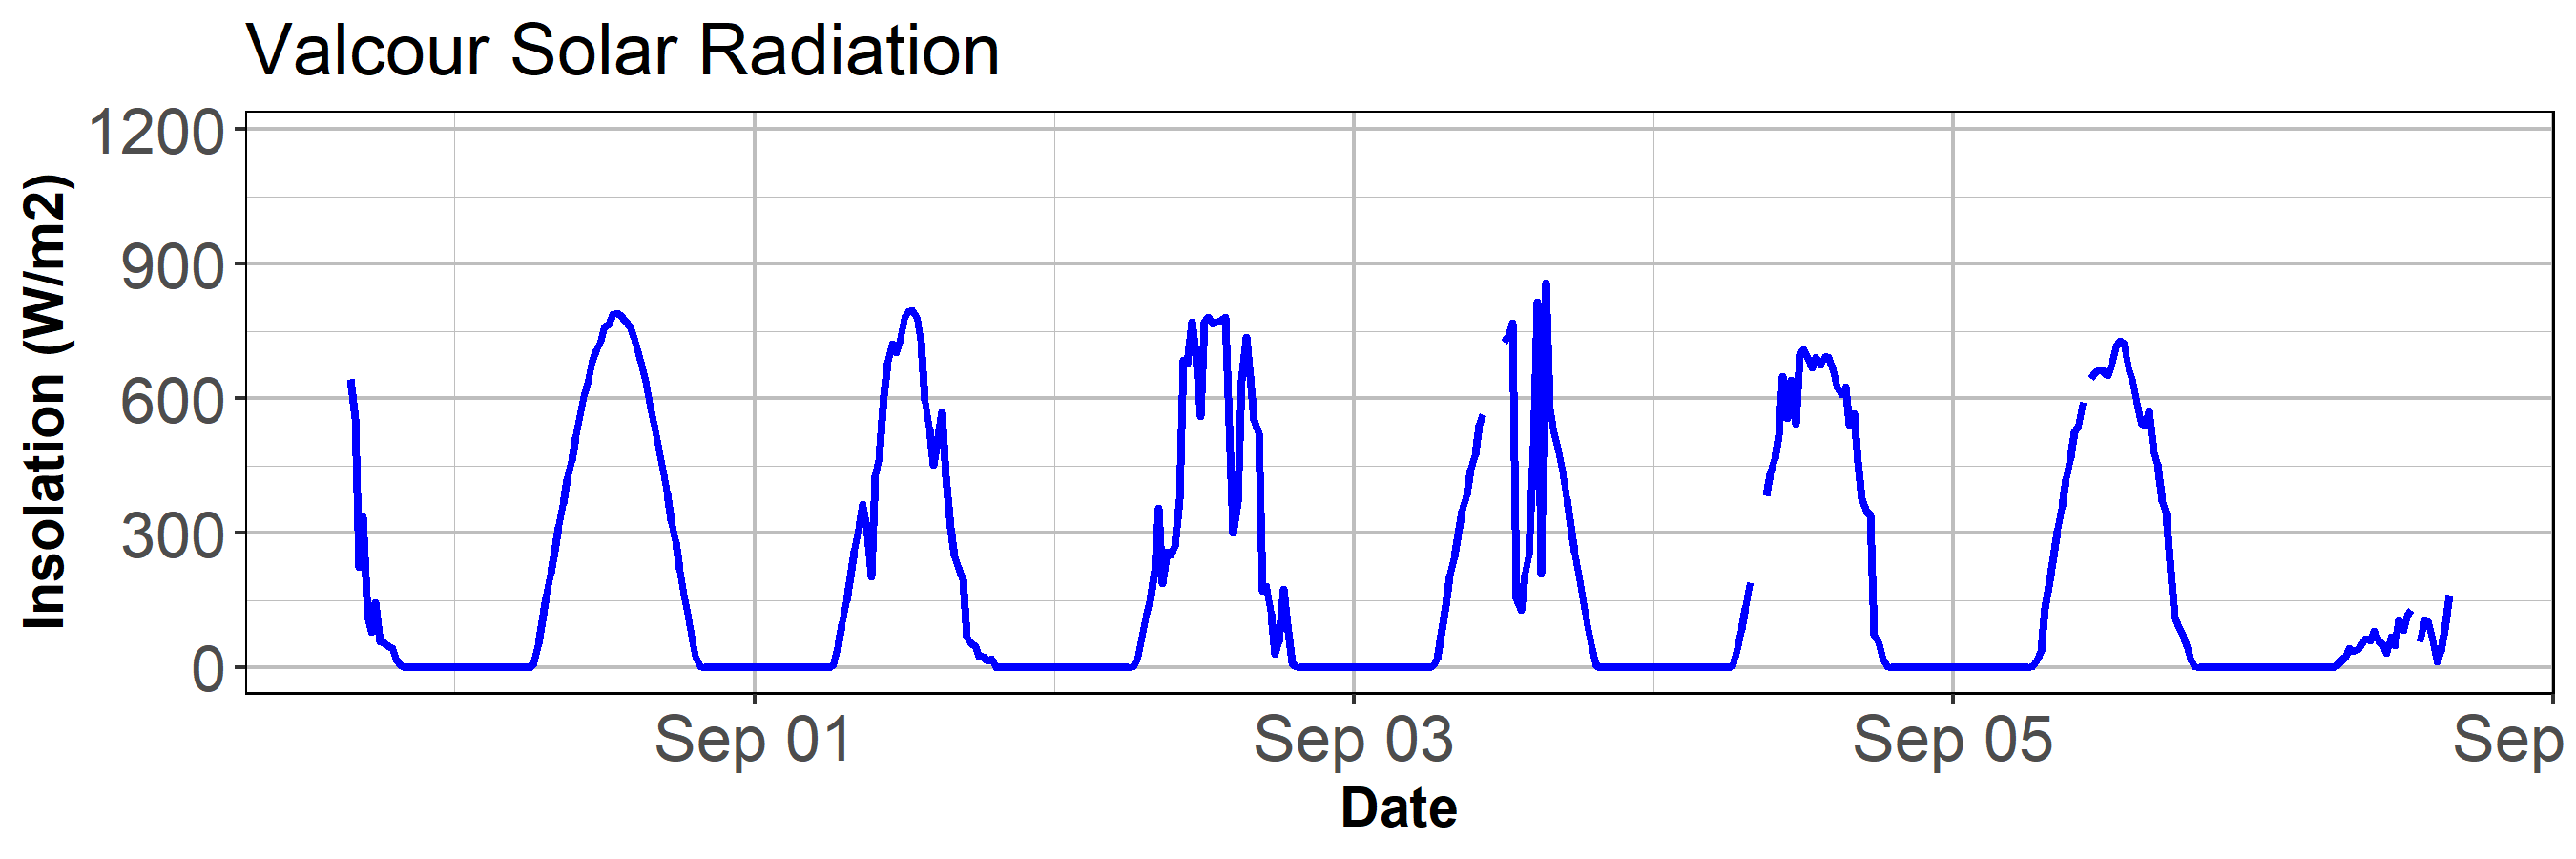 Valcour Solar Radiation
Insolation (W/m2)
1200
900
600
300
0
Sep 01
Sep 03
Sep 05
Sep
Date